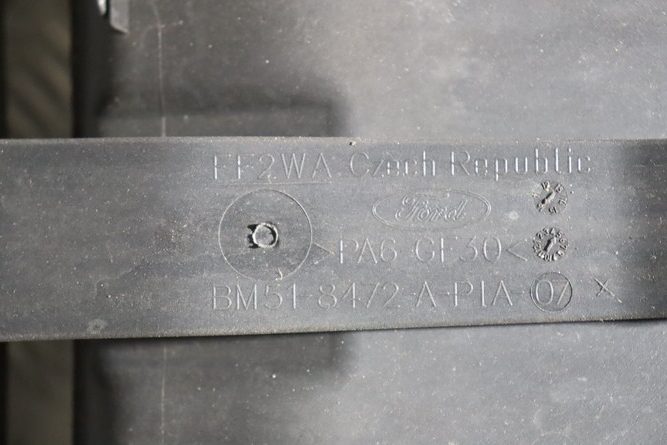 FF2WA Czech Republic
Ford
>PA6 GF30<
BM51-8472-A-PIA 07 X